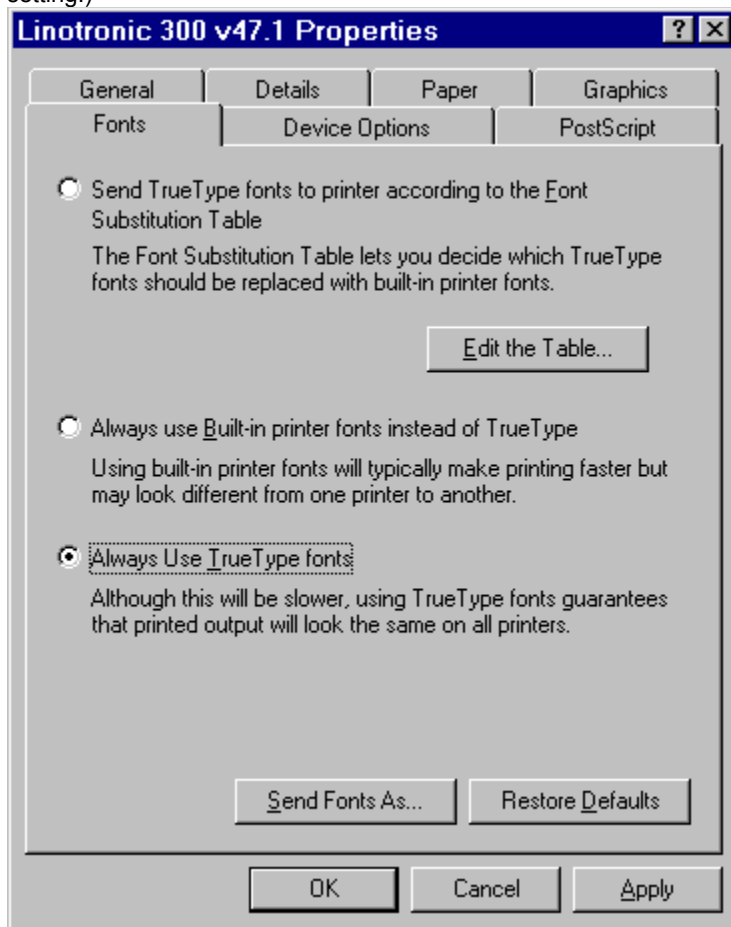 setting.)
Linotronic 300 v47.1 Properties
General Details Paper Graphics
Fonts Device Options PostScript
Send TrueType fonts to printer according to the Font
Substitution Table
The Font Substitution Table lets you decide which TrueType
fonts should be replaced with built-in printer fonts.
Edit the Table...
Always use Built-in printer fonts instead of TrueType
Using built-in printer fonts will typically make printing faster but
may look different from one printer to another.
Always Use TrueType fonts
Although this will be slower, using TrueType fonts guarantees
that printed output will look the same on all printers.
Send Fonts As... Restore Defaults
OK Cancel Apply